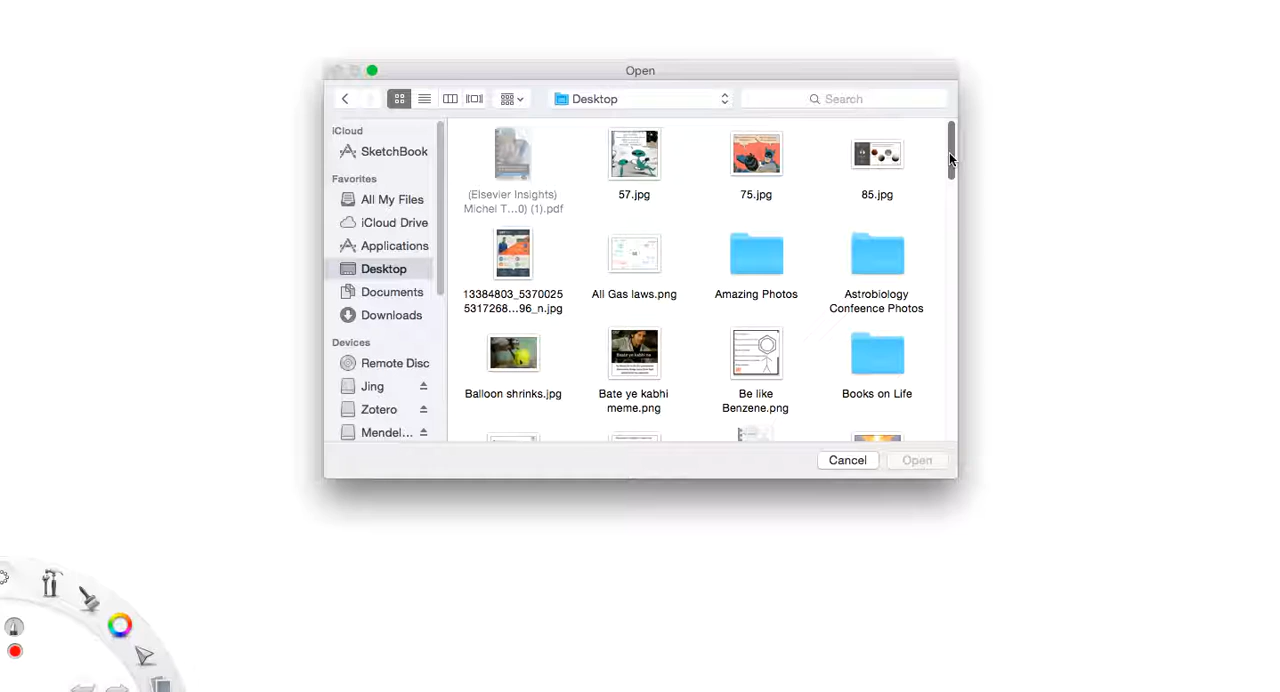 Open
Desktop
Search
iCloud
SketchBook
Favorites
All My Files
iCloud Drive
Applications
Desktop
Documents
Downloads
Devices
Remote Disc
Jing
Zotero
Mendel...
(Elsevier Insights)
Michel T...0) (1).pdf
57.jpg
75.jpg
85.jpg
13384803_5370025
5317268...96_n.jpg
All Gas laws.png
Amazing Photos
Astrobiology
Confeence Photos
Balloon shrinks.jpg
Bate ye kabhi
meme.png
Be like
Benzene.png
Books on Life
Cancel
Open